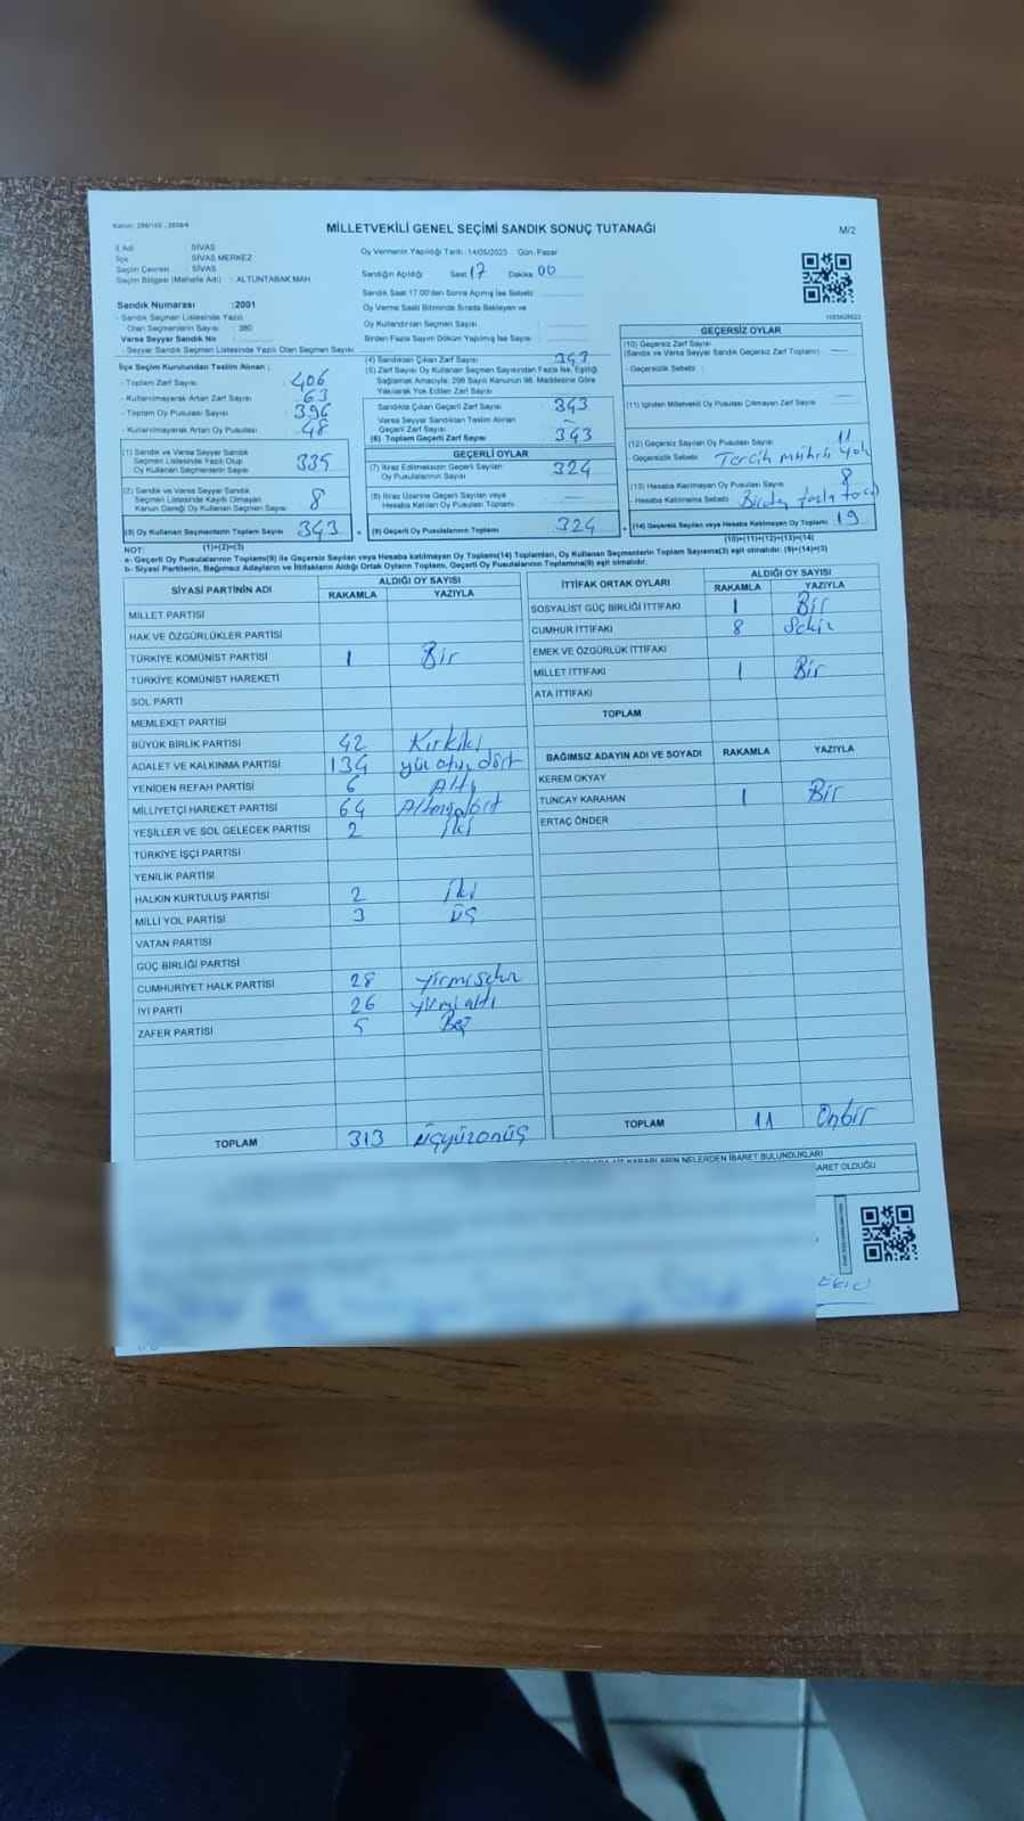 MİLLETVEKİLİ GENEL SEÇİMİ SANDIK SONUÇ TUTANAĞI
M/2
İl Adı : SİVAS
İlçe : SİVAS MERKEZ
Seçim Çevresi : SİVAS
Seçim Bölgesi (Mahalle Adı) : ALTUNTABAK MAH
Oy Vermenin Yapıldığı Tarih: 14/05/2023 Gün: Pazar
Sandığın Açıldığı Saat 17 Dakika 00
Sandık Saat 17.00'den Sonra Açılmış İse Sebebi:
Oy Verme Saati Bitiminde Sırada Bekleyen ve
Oy Kullandırılan Seçmen Sayısı
Birden Fazla Sayım Döküm Yapılmış İse Sayısı
Sandık Numarası : 2001
- Sandık Seçmen Listesinde Yazılı
Olan Seçmenlerin Sayısı : 380
Varsa Seyyar Sandık No :
- Seyyar Sandık Seçmen Listesinde Yazılı Olan Seçmen Sayısı
İlçe Seçim Kurulundan Teslim Alınan :
- Toplam Zarf Sayısı 406
- Kullanılmayarak Artan Zarf Sayısı 63
- Toplam Oy Pusulası Sayısı 396
- Kullanılmayarak Artan Oy Pusulası 48
(1) Sandık ve Varsa Seyyar Sandık
Seçmen Listesinde Yazılı Olup
Oy Kullanan Seçmenlerin Sayısı 335
(2) Sandık ve Varsa Seyyar Sandık
Seçmen Listesinde Kayıtlı Olmayan
Kanun Gereği Oy Kullanan Seçmen Sayısı 8
(3) Oy Kullanan Seçmenlerin Toplam Sayısı 343
(1)+(2)=(3)
(4) Sandıktan Çıkan Zarf Sayısı 343
(5) Zarf Sayısı Oy Kullanan Seçmen Sayısından Fazla İse, Eşitliği
Sağlamak Amacıyla; 298 Sayılı Kanunun 98. Maddesine Göre
Yakılarak Yok Edilen Zarf Sayısı
Sandıkta Çıkan Geçerli Zarf Sayısı 343
Varsa Seyyar Sandıktan Teslim Alınan
Geçerli Zarf Sayısı
(6) Toplam Geçerli Zarf Sayısı 343
GEÇERLİ OYLAR
(7) İtiraz Edilmeksizin Geçerli Sayılan
Oy Pusulalarının Sayısı 324
(8) İtiraz Üzerine Geçerli Sayılan veya
Hesaba Katılan Oy Pusulaları Toplamı
(9) Geçerli Oy Pusulalarının Toplamı 324
GEÇERSİZ OYLAR
(10) Geçersiz Zarf Sayısı
(Sandık ve Varsa Seyyar Sandık Geçersiz Zarf Toplamı)
- Geçersizlik Sebebi
(11) İçinden Milletvekili Oy Pusulası Çıkmayan Zarf Sayısı
(12) Geçersiz Sayılan Oy Pusulası Sayısı 11
- Geçersizlik Sebebi Tercih mührü yok
(13) Hesaba Katılmayan Oy Pusulası Sayısı 8
- Hesaba Katılmama Sebebi Birden fazla
(14) Geçersiz Sayılan veya Hesaba Katılmayan Oy Toplamı 19
(10)+(11)+(12)+(13)=(14)
NOT:
a- Geçerli Oy Pusulalarının Toplamı(9) ile Geçersiz Sayılan veya Hesaba katılmayan Oy Toplamı(14) Toplamları, Oy Kullanan Seçmenlerin Toplam Sayısına(3) eşit olmalıdır. (9)+(14)=(3)
b- Siyasi Partilerin, Bağımsız Adayların ve İttifakların Aldığı Ortak Oyların Toplamı, Geçerli Oy Pusulalarının Toplamına(9) eşit olmalıdır.
SİYASİ PARTİNİN ADI ALDIĞI OY SAYISI
RAKAMLA YAZIYLA
MİLLET PARTİSİ
HAK VE ÖZGÜRLÜKLER PARTİSİ
TÜRKİYE KOMÜNİST PARTİSİ 1 Bir
TÜRKİYE KOMÜNİST HAREKETİ
SOL PARTİ
MEMLEKET PARTİSİ
BÜYÜK BİRLİK PARTİSİ 42 Kırkiki
ADALET VE KALKINMA PARTİSİ 134 yüz otuz dört
YENİDEN REFAH PARTİSİ 6 Altı
MİLLİYETÇİ HAREKET PARTİSİ 64 Altmışdört
YEŞİLLER VE SOL GELECEK PARTİSİ 2 İki
TÜRKİYE İŞÇİ PARTİSİ
YENİLİK PARTİSİ
HALKIN KURTULUŞ PARTİSİ 2 İki
MİLLİ YOL PARTİSİ 3 üç
VATAN PARTİSİ
GÜÇ BİRLİĞİ PARTİSİ
CUMHURİYET HALK PARTİSİ 28 yirmisekiz
İYİ PARTİ 26 yirmialtı
ZAFER PARTİSİ 5 Beş
TOPLAM 313 üçyüzonüç
İTTİFAK ORTAK OYLARI ALDIĞI OY SAYISI
RAKAMLA YAZIYLA
SOSYALİST GÜÇ BİRLİĞİ İTTİFAKI 1 Bir
CUMHUR İTTİFAKI 8 Sekiz
EMEK VE ÖZGÜRLÜK İTTİFAKI
MİLLET İTTİFAKI 1 Bir
ATA İTTİFAKI
TOPLAM
BAĞIMSIZ ADAYIN ADI VE SOYADI RAKAMLA YAZIYLA
KEREM OKYAY
TUNCAY KARAHAN 1 Bir
ERTAÇ ÖNDER
TOPLAM 11 Onbir
KARARLARIN NELERDEN İBARET BULUNDUKLARI